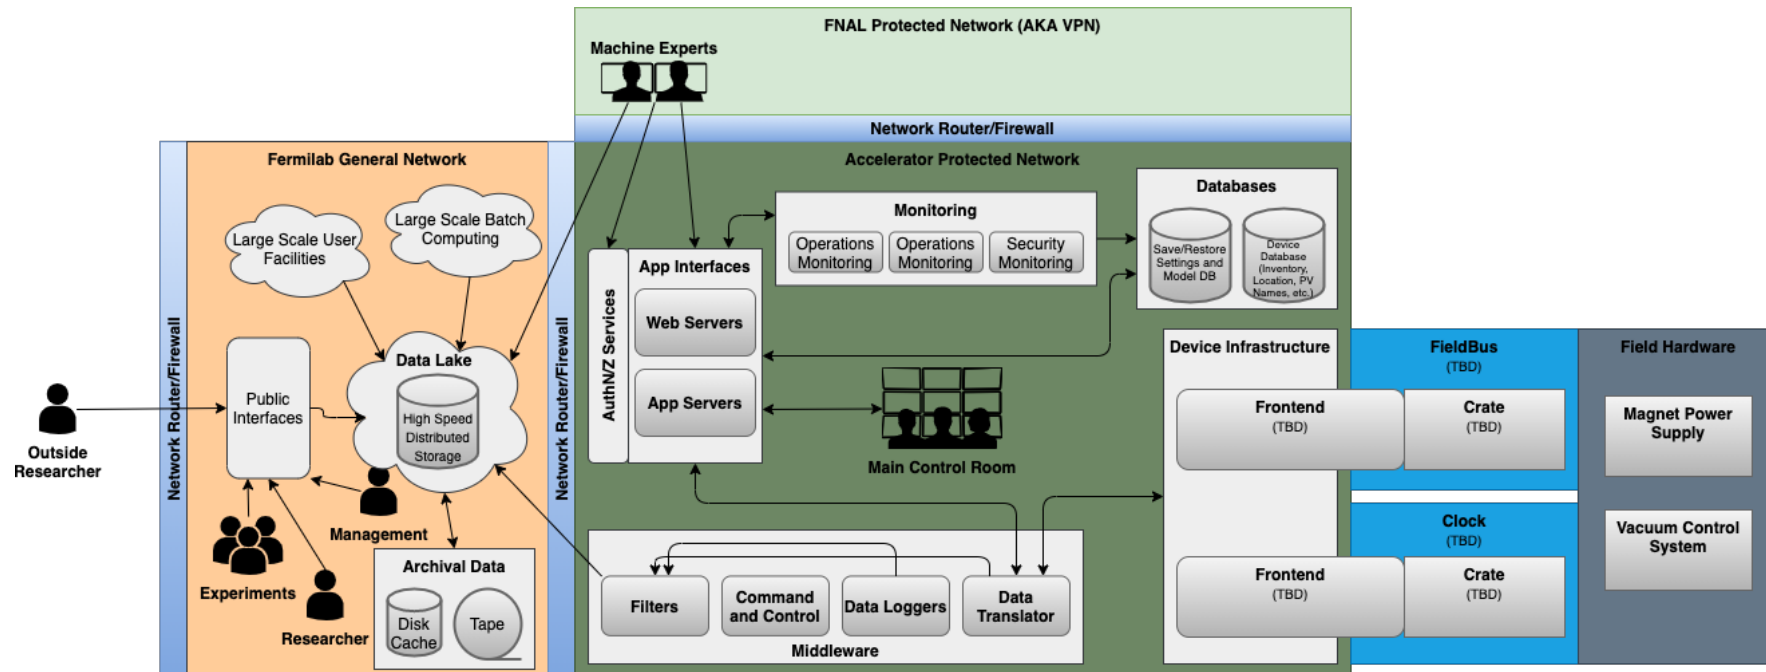 FNAL Protected Network (AKA VPN)
Machine Experts
Network Router/Firewall
Network Router/Firewall
Fermilab General Network
Large Scale User
Facilities
Large Scale Batch
Computing
Public
Interfaces
Data Lake
High Speed
Distributed
Storage
Outside
Researcher
Management
Experiments
Researcher
Archival Data
Disk
Cache
Tape
Network Router/Firewall
Accelerator Protected Network
AuthN/Z Services
App Interfaces
Web Servers
App Servers
Monitoring
Operations
Monitoring
Operations
Monitoring
Security
Monitoring
Databases
Save/Restore
Settings and
Model DB
Device
Database
(Inventory,
Location, PV
Names, etc.)
Main Control Room
Filters
Command
and Control
Data Loggers
Data
Translator
Middleware
Device Infrastructure
Frontend
(TBD)
Frontend
(TBD)
FieldBus
(TBD)
Crate
(TBD)
Clock
(TBD)
Crate
(TBD)
Field Hardware
Magnet Power
Supply
Vacuum Control
System